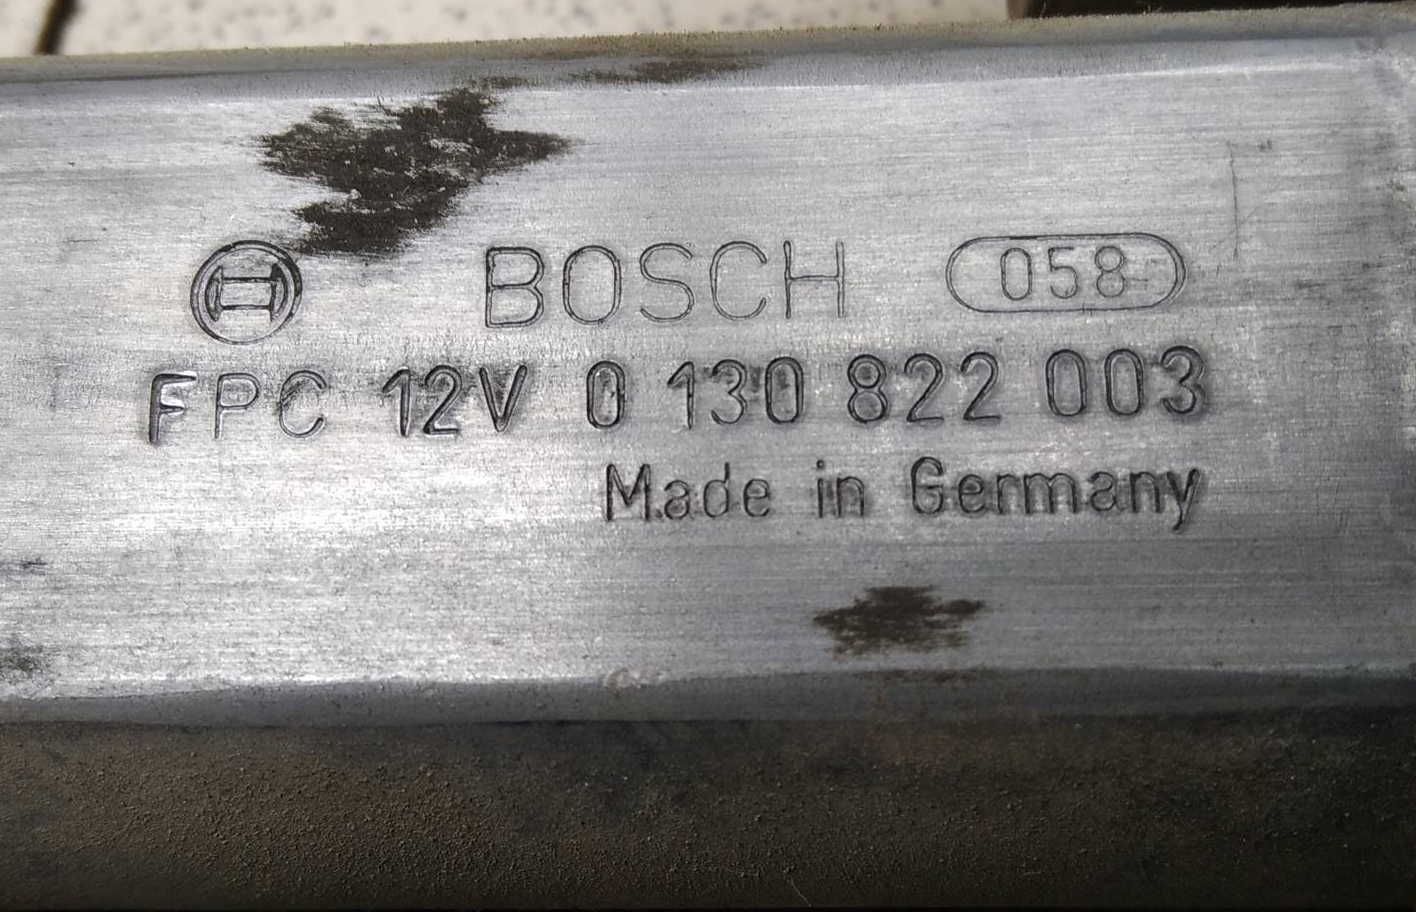 BOSCH 058
FPC 12V 0 130 822 003
Made in Germany